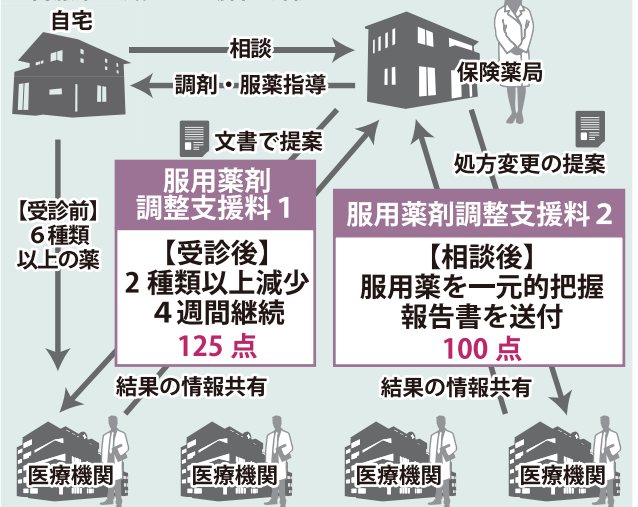 自宅
相談
調剤・服薬指導
保険薬局
文書で提案
処方変更の提案
【受診前】
６種類
以上の薬
服用薬剤
調整支援料１
【受診後】
２種類以上減少
４週間継続
125 点
服用薬剤調整支援料２
【相談後】
服用薬を一元的把握
報告書を送付
100 点
結果の情報共有
結果の情報共有
医療機関
医療機関
医療機関
医療機関